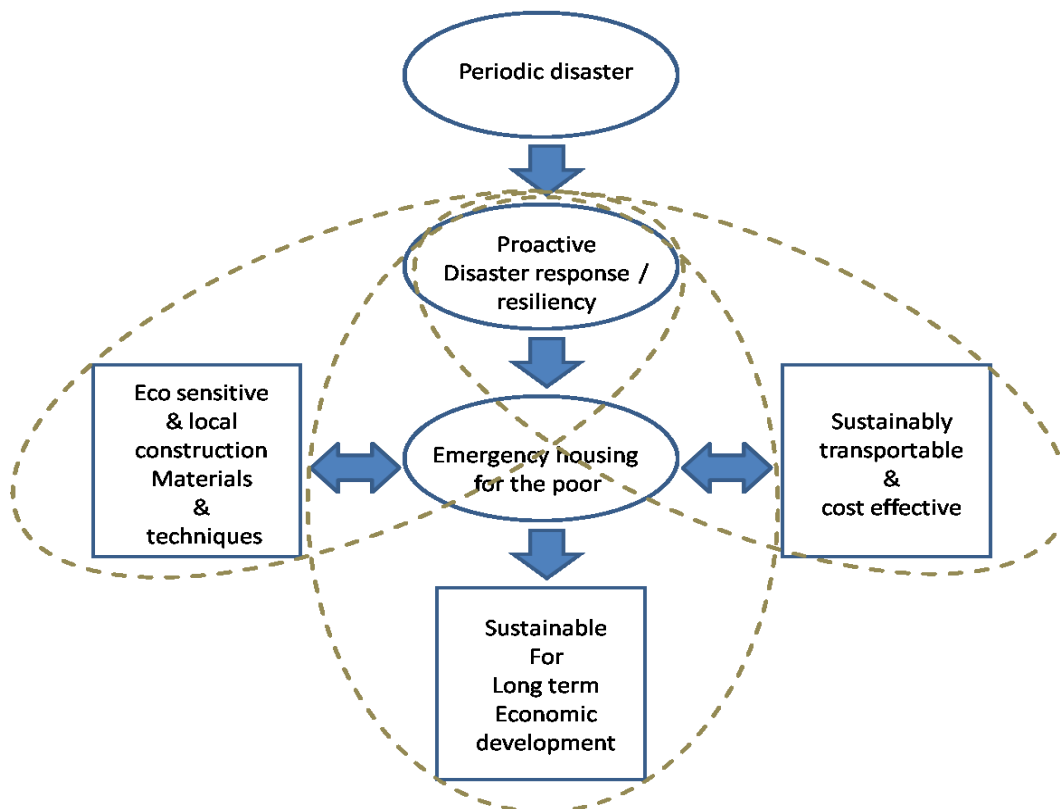 Periodic disaster
Proactive
Disaster response /
resiliency
Eco sensitive
& local
construction
Materials
&
techniques
Emergency housing
for the poor
Sustainably
transportable
&
cost effective
Sustainable
For
Long term
Economic
development